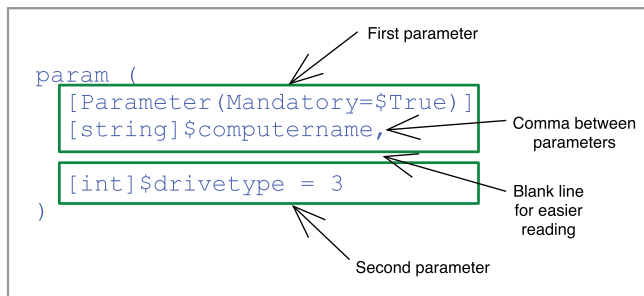 First parameter
param (
[Parameter(Mandatory=$True)]
[string]$computername,
Comma between
parameters
[int]$drivetype = 3
Blank line
for easier
reading
)
Second parameter